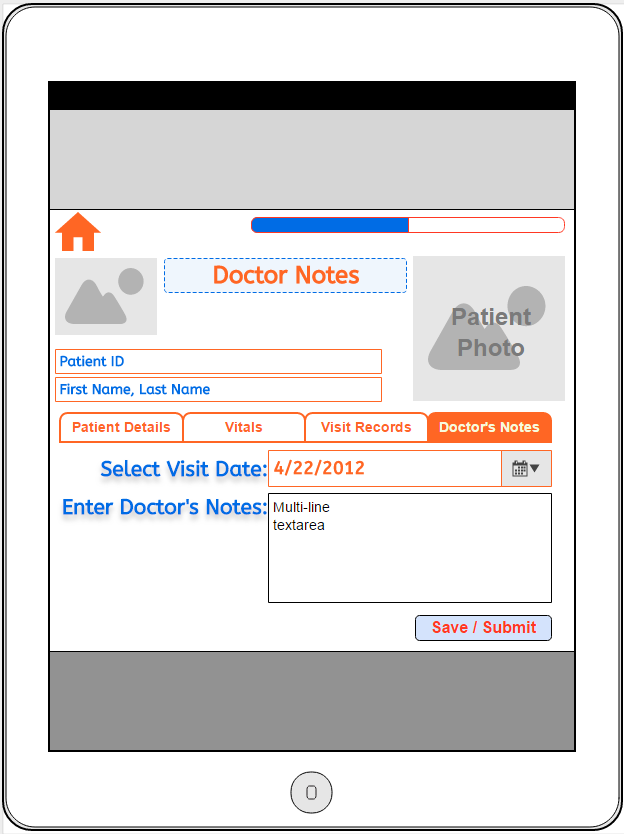 Doctor Notes
Patient
Photo
Patient ID
First Name, Last Name
Patient Details Vitals Visit Records Doctor's Notes
Select Visit Date: 4/22/2012
Enter Doctor's Notes: Multi-line
textarea
Save / Submit